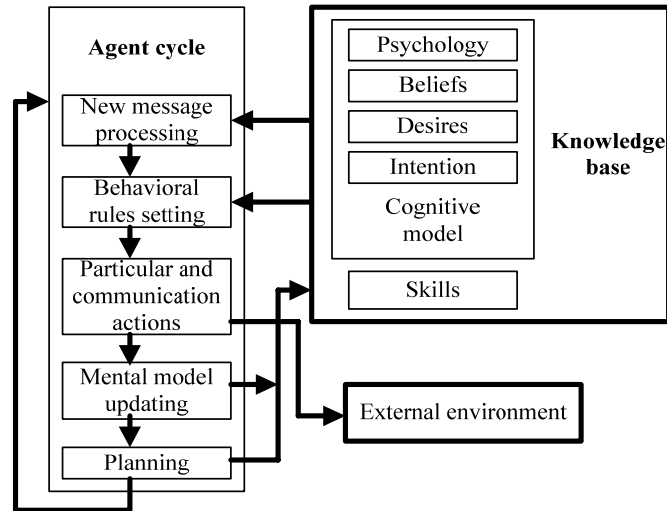 Agent cycle
New message
processing
Behavioral
rules setting
Particular and
communication
actions
Mental model
updating
Planning
Psychology
Beliefs
Desires
Intention
Cognitive
model
Skills
Knowledge
base
External environment